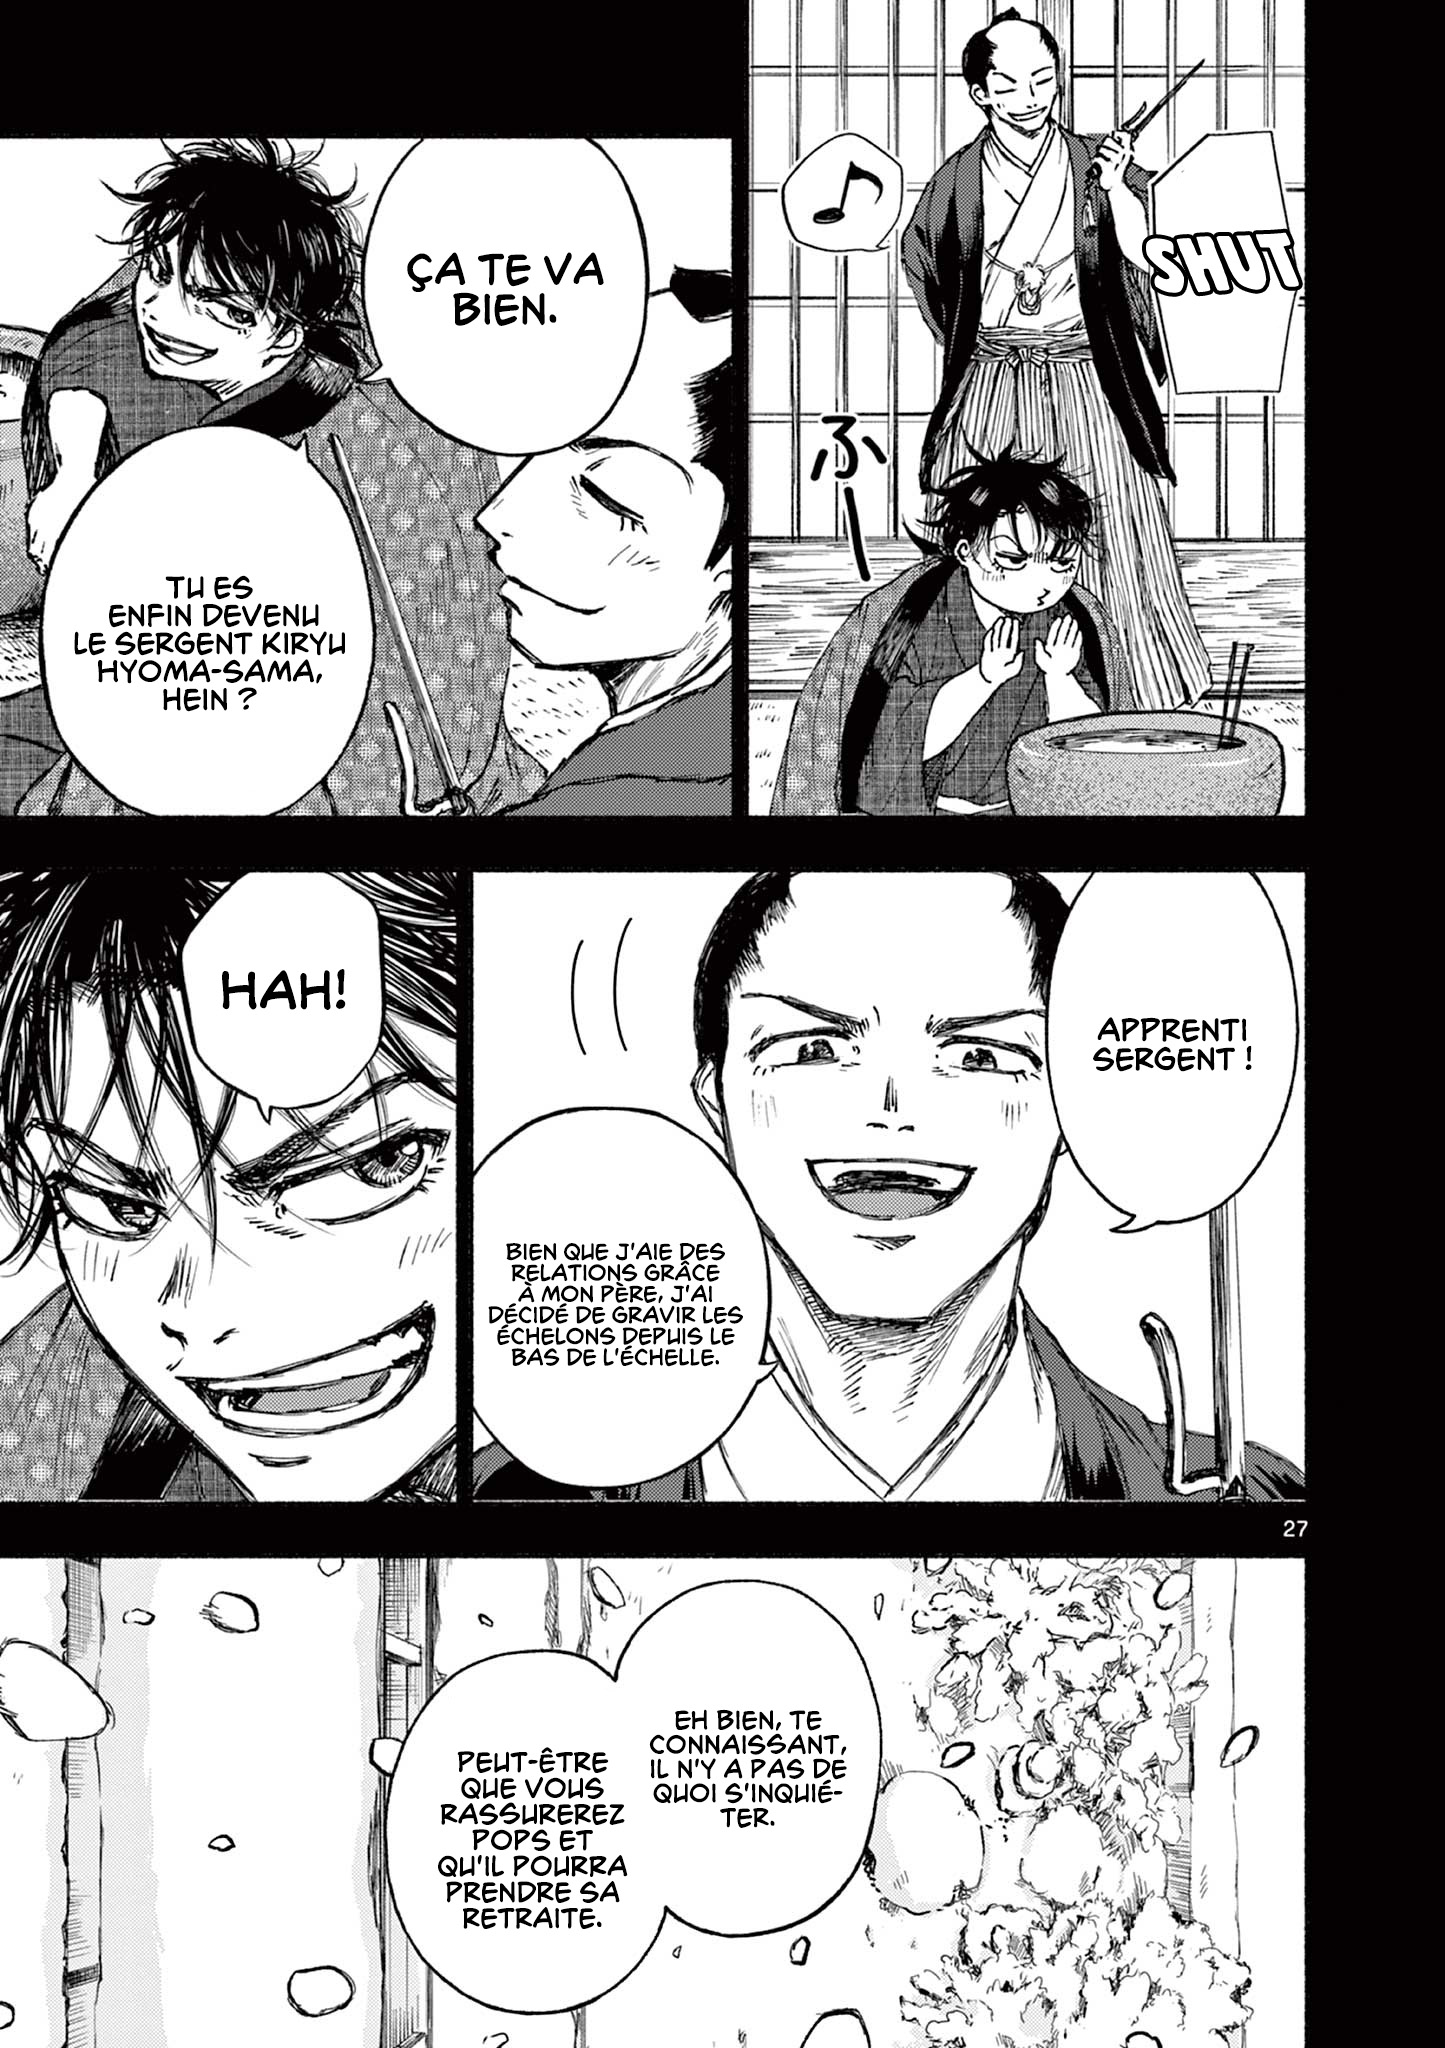 SHUT
ふー
ÇA TE VA
BIEN.
TU ES
ENFIN DEVENU
LE SERGENT KIRYU
HYOMA-SAMA,
HEIN ?
APPRENTI
SERGENT !
BIEN QUE J'AIE DES
RELATIONS GRÂCE
À MON PÈRE, J'AI
DÉCIDÉ DE GRAVIR LES
ÉCHELONS DEPUIS LE
BAS DE L'ÉCHELLE.
HAH!
27
EH BIEN, TE
CONNAISSANT,
IL N'Y A PAS DE
QUOI S'INQUIÉ-
TER.
PEUT-ÊTRE
QUE VOUS
RASSUREREZ
POPS ET
QU'IL POURRA
PRENDRE SA
RETRAITE.